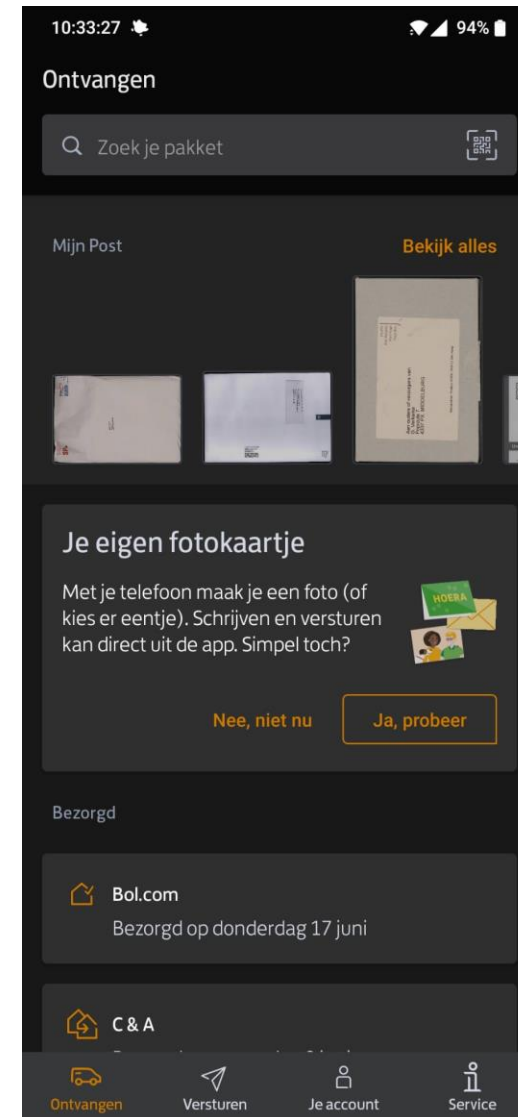 10:33:27
94%
Ontvangen
Zoek je pakket
Mijn Post
Bekijk alles
Je eigen fotokaartje
Met je telefoon maak je een foto (of
kies er eentje). Schrijven en versturen
kan direct uit de app. Simpel toch?
HOERA
Nee, niet nu
Ja, probeer
Bezorgd
Bol.com
Bezorgd op donderdag 17 juni
C & A
Ontvangen
Versturen
Je account
Service